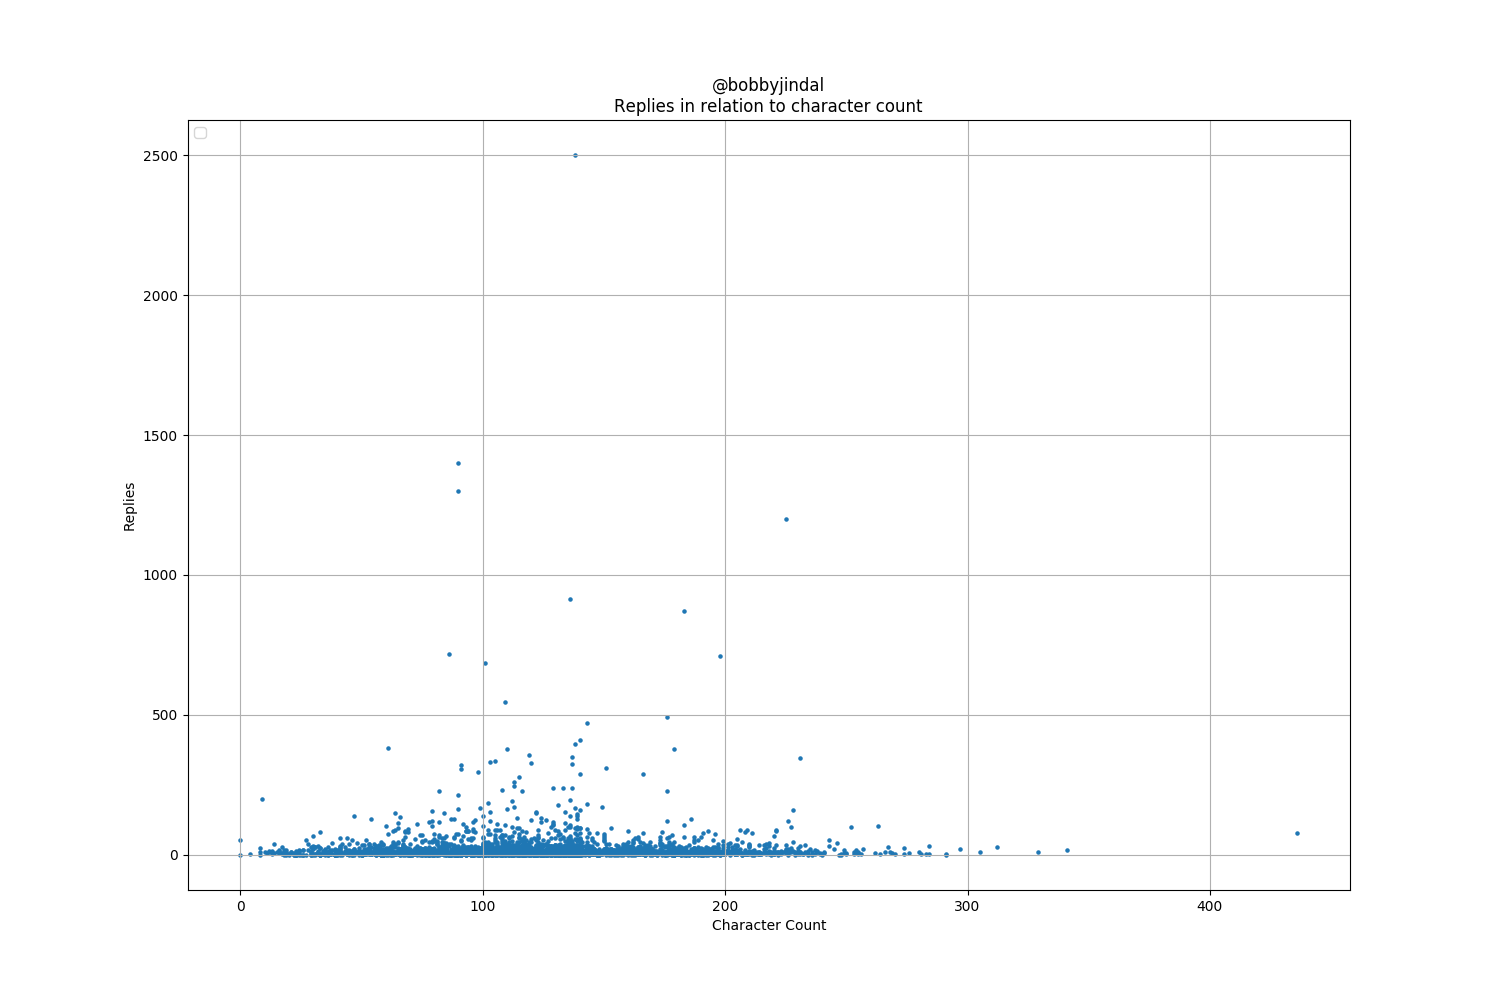 @bobbyjindal
Replies in relation to character count
2500
2000
1500
1000
500
0
Replies
0 100 200 300 400
Character Count